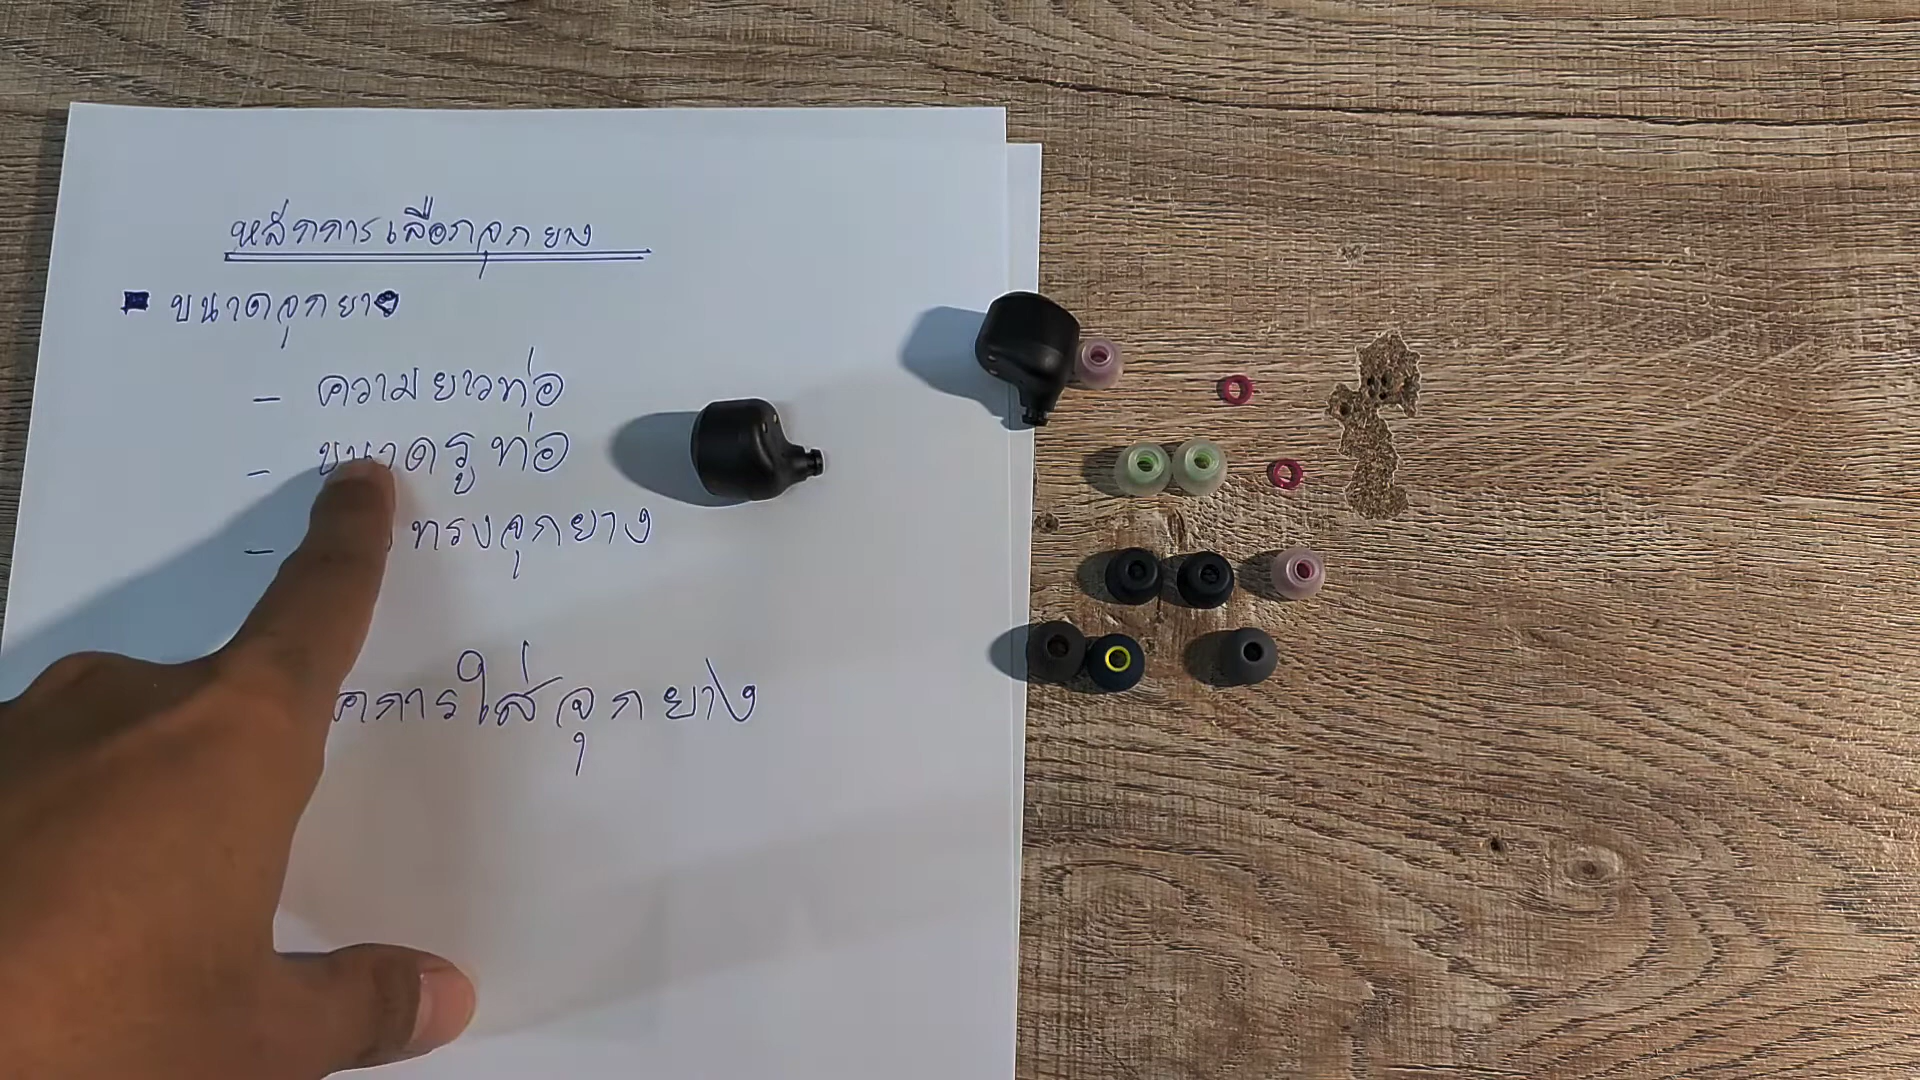 หลักการเลือกจุกยาง
ขนาดจุกยาง
- ความยาวท่อ
- ขนาดรูท่อ
- ทรงจุกยาง
การใส่จุกยาง